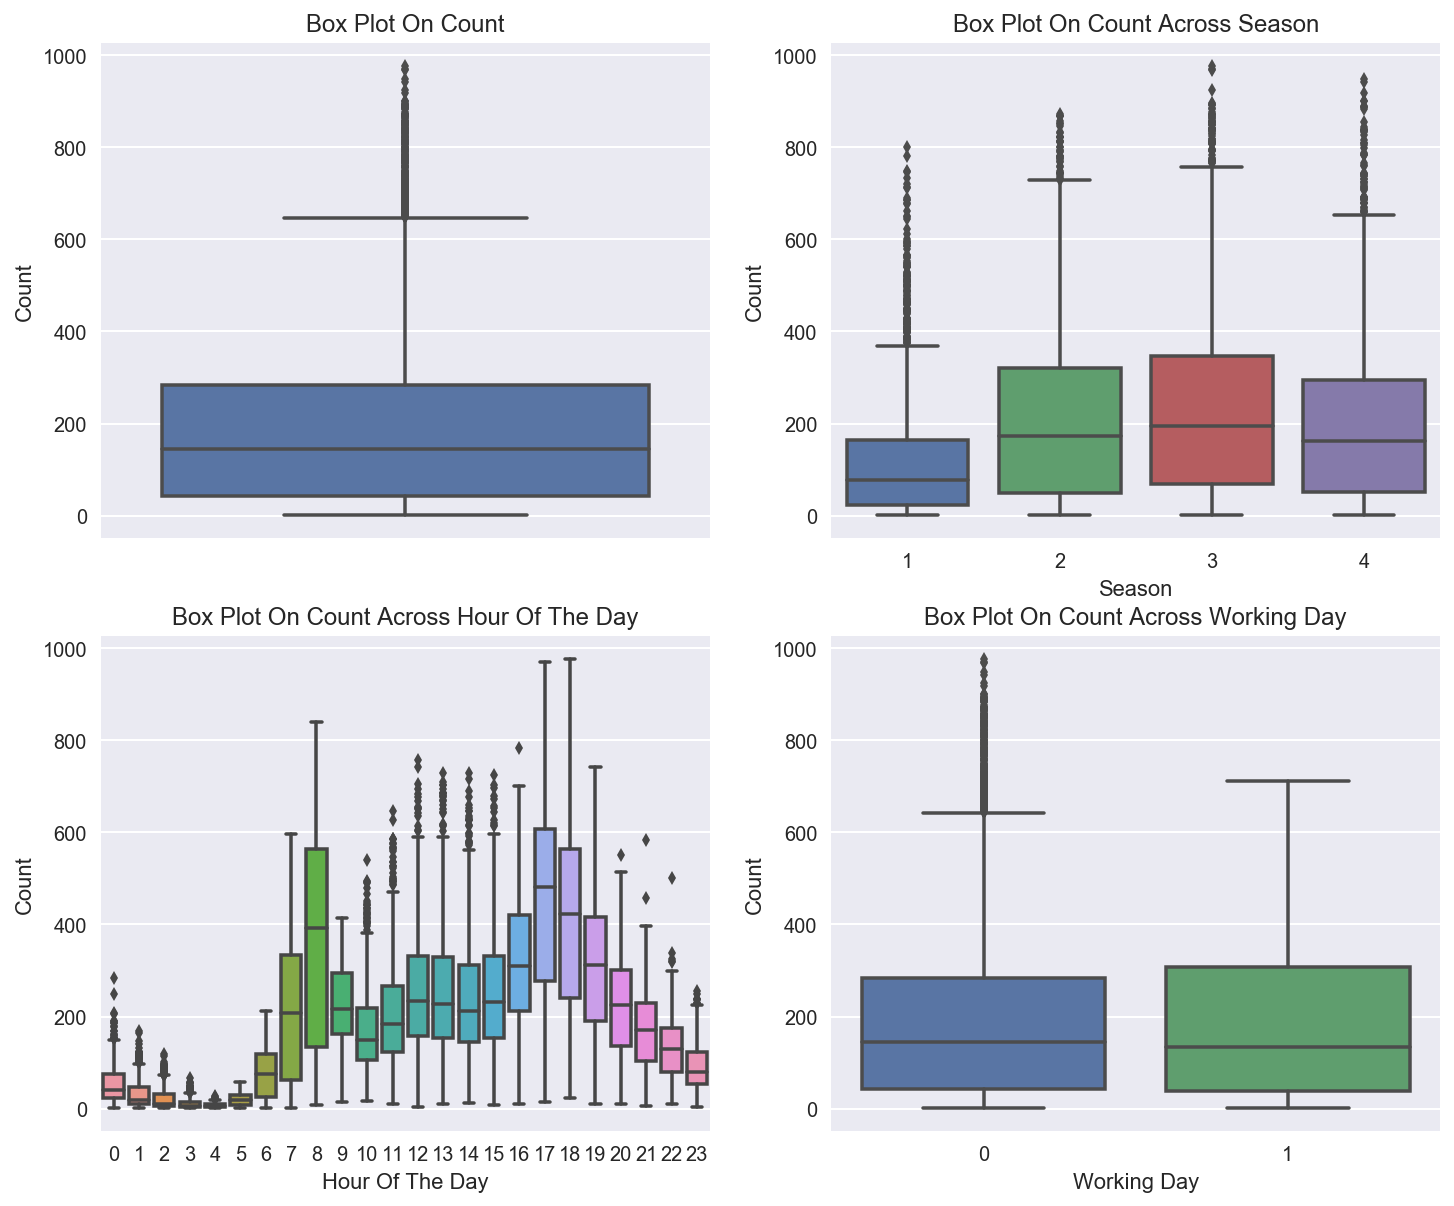 Box Plot On Count
1000
800
600
400
200
0
Count
Box Plot On Count Across Season
1000
800
600
400
200
0
Count
1 2 3 4
Season
Box Plot On Count Across Hour Of The Day
1000
800
600
400
200
0
Count
0 1 2 3 4 5 6 7 8 9 10 11 12 13 14 15 16 17 18 19 20 21 22 23
Hour Of The Day
Box Plot On Count Across Working Day
1000
800
600
400
200
0
Count
0 1
Working Day